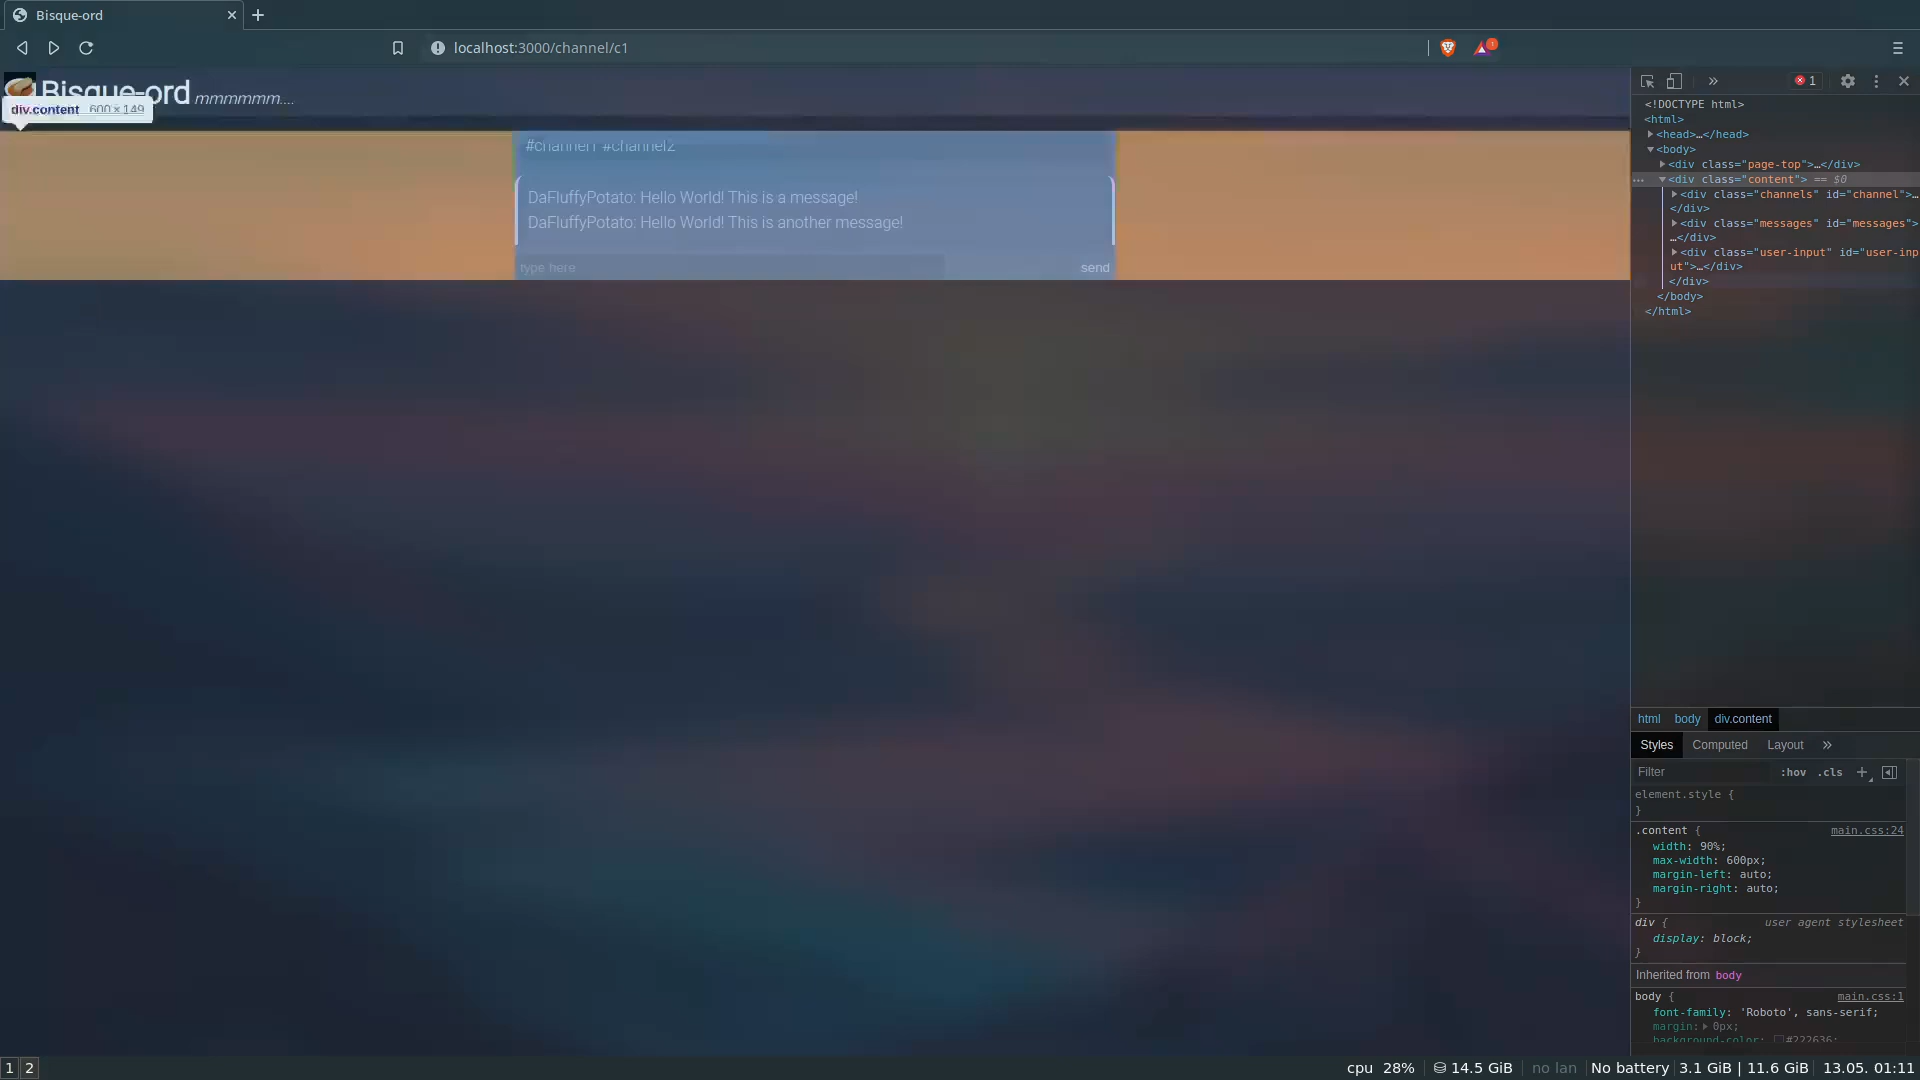 Bisque-ord
localhost:3000/channel/c1
Bisque-ord mmmmmm....
div.content 600 × 149
#channel1 #channel2
DaFluffyPotato: Hello World! This is a message!
DaFluffyPotato: Hello World! This is another message!
type here send
1
<!DOCTYPE html>
<html>
<head>…</head>
<body>
<div class="page-top">…</div>
<div class="content"> == $0
<div class="channels" id="channel">…
</div>
<div class="messages" id="messages">
…</div>
<div class="user-input" id="user-inp
ut">…</div>
</div>
</body>
</html>
html body div.content
Styles Computed Layout
Filter :hov .cls
element.style {
}
.content { main.css:24
width: 90%;
max-width: 600px;
margin-left: auto;
margin-right: auto;
}
div { user agent stylesheet
display: block;
}
Inherited from body
body { main.css:1
font-family: 'Roboto', sans-serif;
margin: 0px;
background-color: #222636;
1 2 cpu 28% 14.5 GiB no lan No battery 3.1 GiB | 11.6 GiB 13.05. 01:11